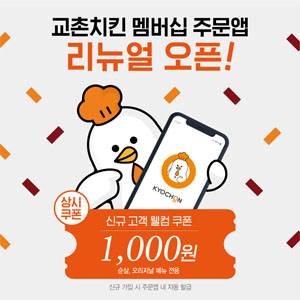 교촌치킨 멤버십 주문앱
리뉴얼 오픈!
KYOCHON
상시
쿠폰
신규 고객 웰컴 쿠폰
1,000원
순살, 오리지날 메뉴 전용
신규 가입 시 주문앱 내 자동 발급